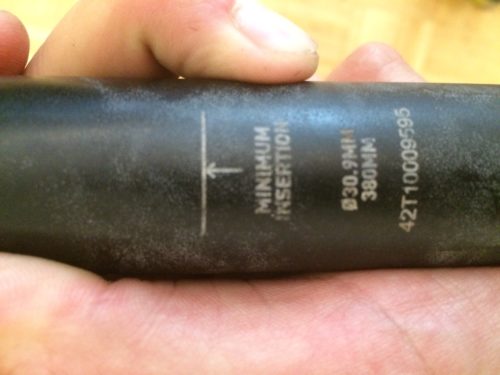 MINIMUM
INSERTION
Ø30.9MM
380MM
42T10009595